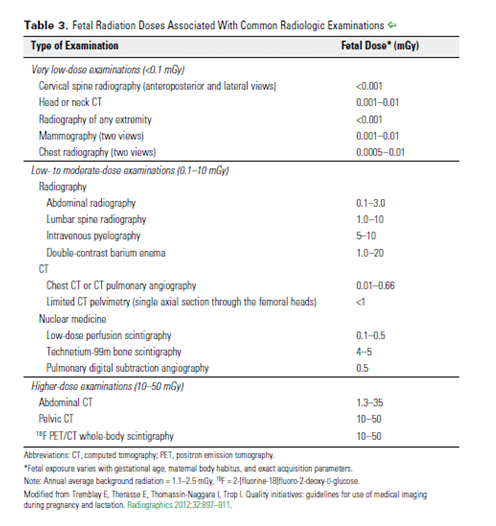 Table 3. Fetal Radiation Doses Associated With Common Radiologic Examinations ⇦
Type of Examination Fetal Dose* (mGy)
Very low-dose examinations (<0.1 mGy)
Cervical spine radiography (anteroposterior and lateral views) <0.001
Head or neck CT 0.001–0.01
Radiography of any extremity <0.001
Mammography (two views) 0.001–0.01
Chest radiography (two views) 0.0005–0.01
Low- to moderate-dose examinations (0.1–10 mGy)
Radiography
Abdominal radiography 0.1–3.0
Lumbar spine radiography 1.0–10
Intravenous pyelography 5–10
Double-contrast barium enema 1.0–20
CT
Chest CT or CT pulmonary angiography 0.01–0.66
Limited CT pelvimetry (single axial section through the femoral heads) <1
Nuclear medicine
Low-dose perfusion scintigraphy 0.1–0.5
Technetium-99m bone scintigraphy 4–5
Pulmonary digital subtraction angiography 0.5
Higher-dose examinations (10–50 mGy)
Abdominal CT 1.3–35
Pelvic CT 10–50
¹⁸F PET/CT whole-body scintigraphy 10–50
Abbreviations: CT, computed tomography; PET, positron emission tomography.
*Fetal exposure varies with gestational age, maternal body habitus, and exact acquisition parameters.
Note: Annual average background radiation = 1.1–2.5 mGy, ¹⁸F = 2-[fluorine-18]fluoro-2-deoxy-D-glucose.
Modified from Tremblay E, Therasse E, Thomassin-Naggara I, Trop I. Quality initiatives: guidelines for use of medical imaging
during pregnancy and lactation. Radiographics 2012;32:897–911.